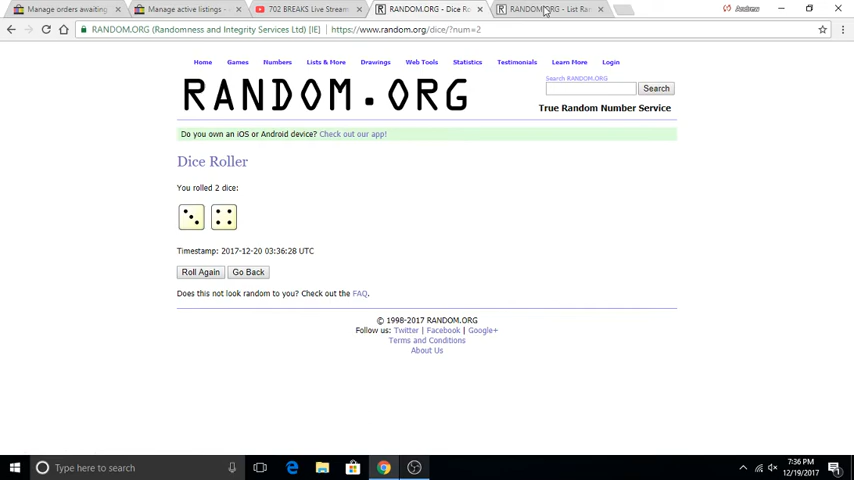 Manage orders awaiting
Manage active listings -
702 BREAKS Live Stream
RANDOM.ORG - Dice Ro
RANDOM.ORG - List Ran
Andrew
RANDOM.ORG (Randomness and Integrity Services Ltd) [IE] https://www.random.org/dice/?num=2
Home Games Numbers Lists & More Drawings Web Tools Statistics Testimonials Learn More Login
RANDOM.ORG
Search RANDOM.ORG
Search
True Random Number Service
Do you own an iOS or Android device? Check out our app!
Dice Roller
You rolled 2 dice:
Timestamp: 2017-12-20 03:36:28 UTC
Roll Again Go Back
Does this not look random to you? Check out the FAQ.
© 1998-2017 RANDOM.ORG
Follow us: Twitter | Facebook | Google+
Terms and Conditions
About Us
Type here to search
7:36 PM
12/19/2017